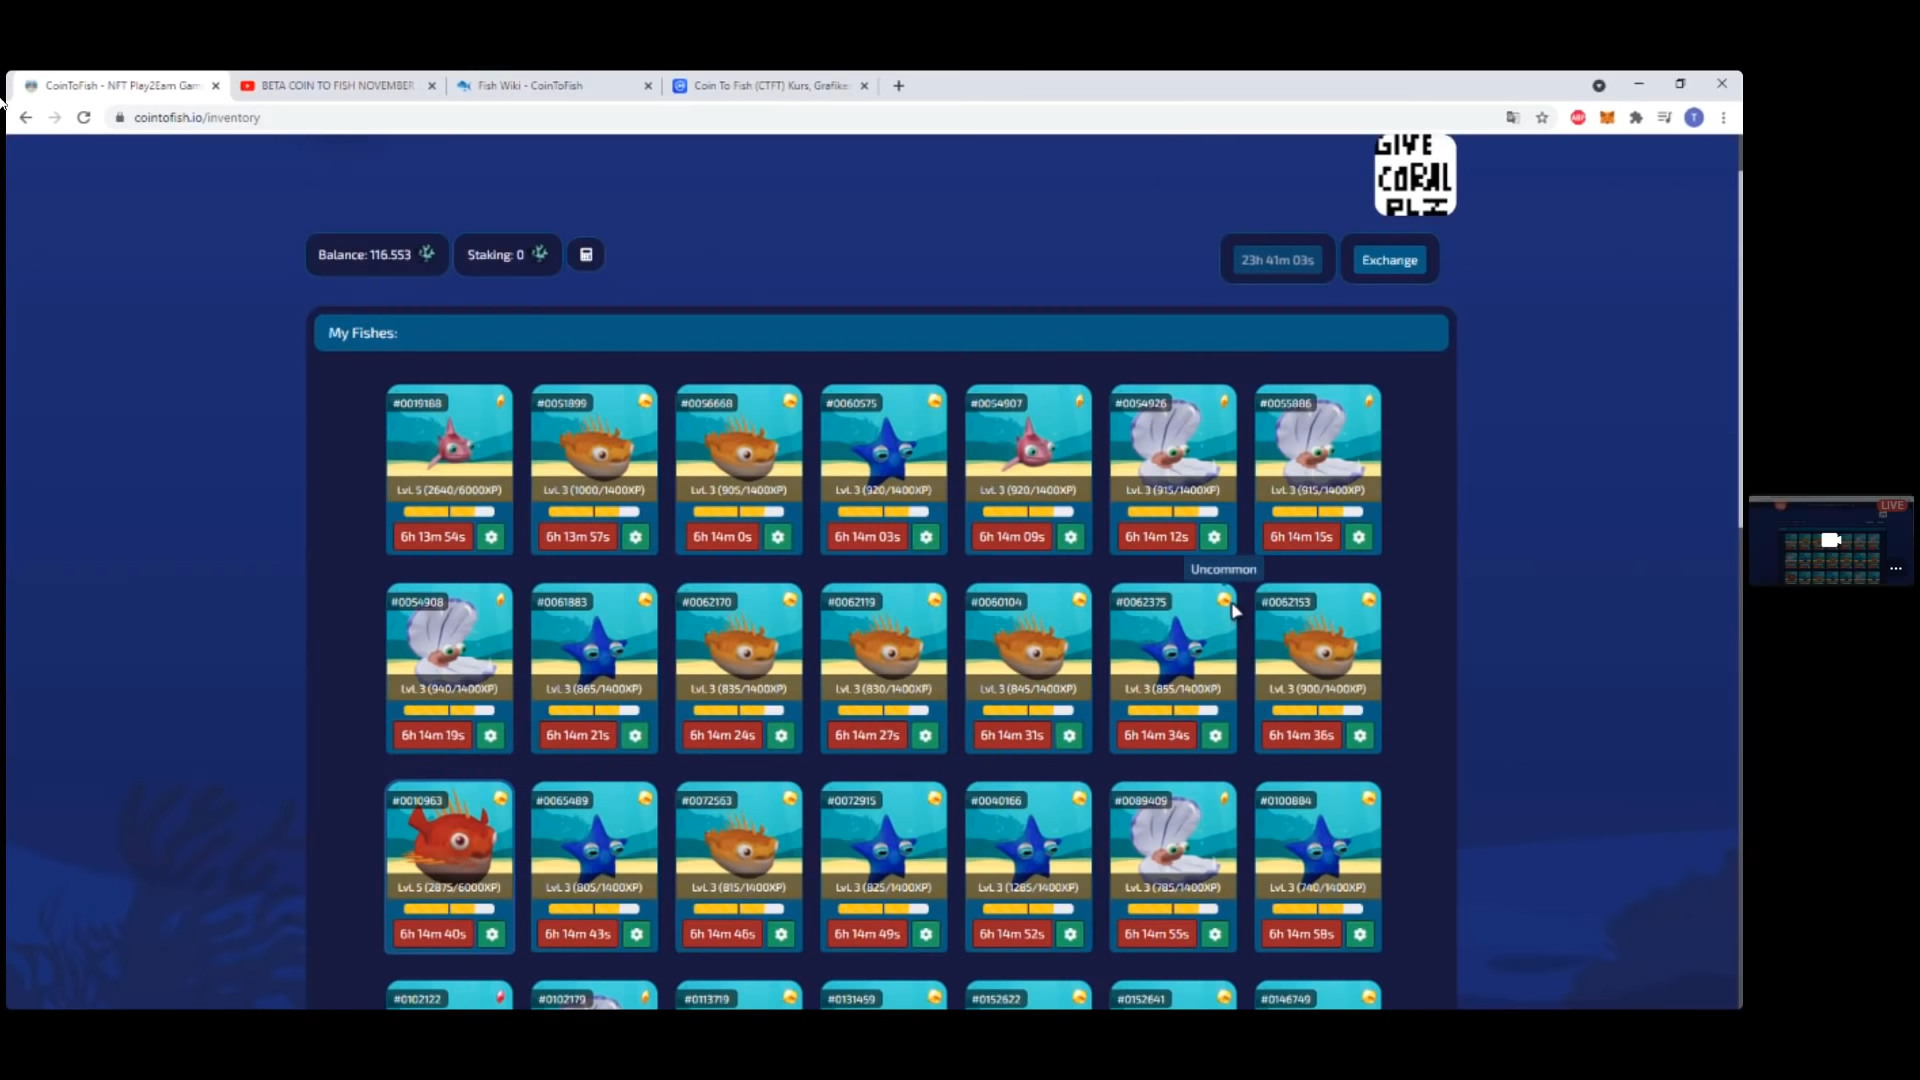 CoinToFish - NFT Play2Earn Gam
BETA COIN TO FISH NOVEMBER
Fish Wiki - CoinToFish
Coin To Fish (CTFT) Kurs, Grafike
cointofish.io/inventory
ABP
T
GIVE
CORAL
Balance: 116.553
Staking: 0
23h 41m 03s
Exchange
My Fishes:
#0019188 #0051899 #0056668 #0060575 #0054907 #0054926 #0055886
LvL 5 (2640/6000XP) LvL 3 (1000/1400XP) LvL 3 (905/1400XP) LvL 3 (920/1400XP) LvL 3 (920/1400XP) LvL 3 (915/1400XP) LvL 3 (915/1400XP)
6h 13m 54s 6h 13m 57s 6h 14m 0s 6h 14m 03s 6h 14m 09s 6h 14m 12s 6h 14m 15s
Uncommon
#0054908 #0061883 #0062170 #0062119 #0060104 #0062375 #0062153
LvL 3 (940/1400XP) LvL 3 (865/1400XP) LvL 3 (835/1400XP) LvL 3 (830/1400XP) LvL 3 (845/1400XP) LvL 3 (855/1400XP) LvL 3 (900/1400XP)
6h 14m 19s 6h 14m 21s 6h 14m 24s 6h 14m 27s 6h 14m 31s 6h 14m 34s 6h 14m 36s
#0010963 #0065489 #0072563 #0072915 #0040166 #0089409 #0100884
LvL 5 (2875/6000XP) LvL 3 (805/1400XP) LvL 3 (815/1400XP) LvL 3 (825/1400XP) LvL 3 (1265/1400XP) LvL 3 (785/1400XP) LvL 3 (740/1400XP)
6h 14m 40s 6h 14m 43s 6h 14m 46s 6h 14m 49s 6h 14m 52s 6h 14m 55s 6h 14m 58s
#0102122 #0102179 #0113719 #0131459 #0152622 #0152641 #0146749
LIVE